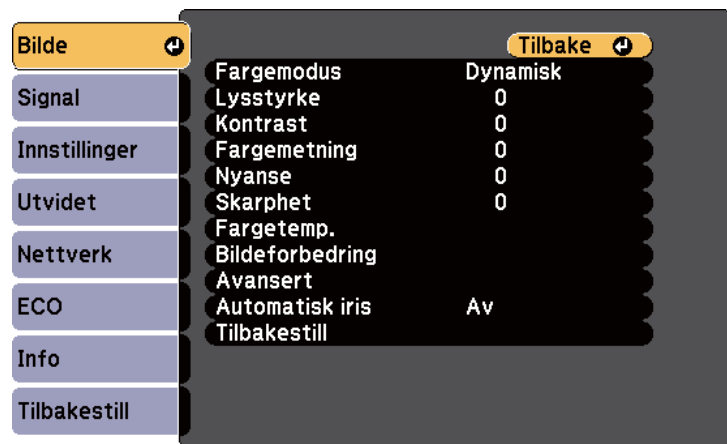 Bilde
Signal
Innstillinger
Utvidet
Nettverk
ECO
Info
Tilbakestill
Tilbake
Fargemodus Dynamisk
Lysstyrke 0
Kontrast 0
Fargemetning 0
Nyanse 0
Skarphet 0
Fargetemp.
Bildeforbedring
Avansert
Automatisk iris Av
Tilbakestill